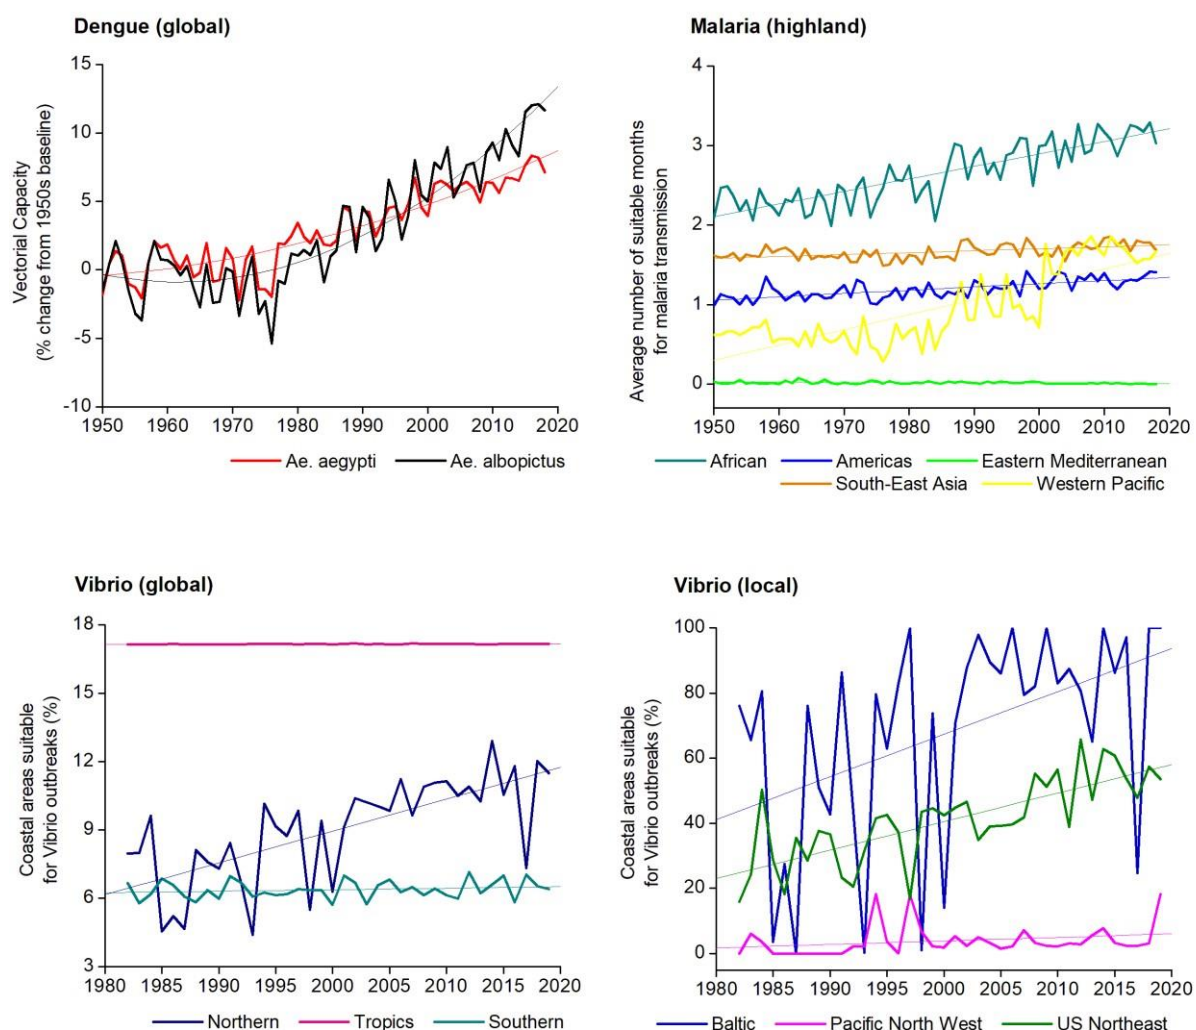 Dengue (global)
Vectorial Capacity
(% change from 1950s baseline)
15
10
5
0
-5
-10
1950 1960 1970 1980 1990 2000 2010 2020
Ae. aegypti Ae. albopictus
Malaria (highland)
Average number of suitable months
for malaria transmission
4
3
2
1
0
1950 1960 1970 1980 1990 2000 2010 2020
African Americas Eastern Mediterranean
South-East Asia Western Pacific
Vibrio (global)
Coastal areas suitable
for Vibrio outbreaks (%)
18
15
12
9
6
3
1980 1985 1990 1995 2000 2005 2010 2015 2020
Northern Tropics Southern
Vibrio (local)
Coastal areas suitable
for Vibrio outbreaks (%)
100
80
60
40
20
0
1980 1985 1990 1995 2000 2005 2010 2015 2020
Baltic Pacific North West US Northeast